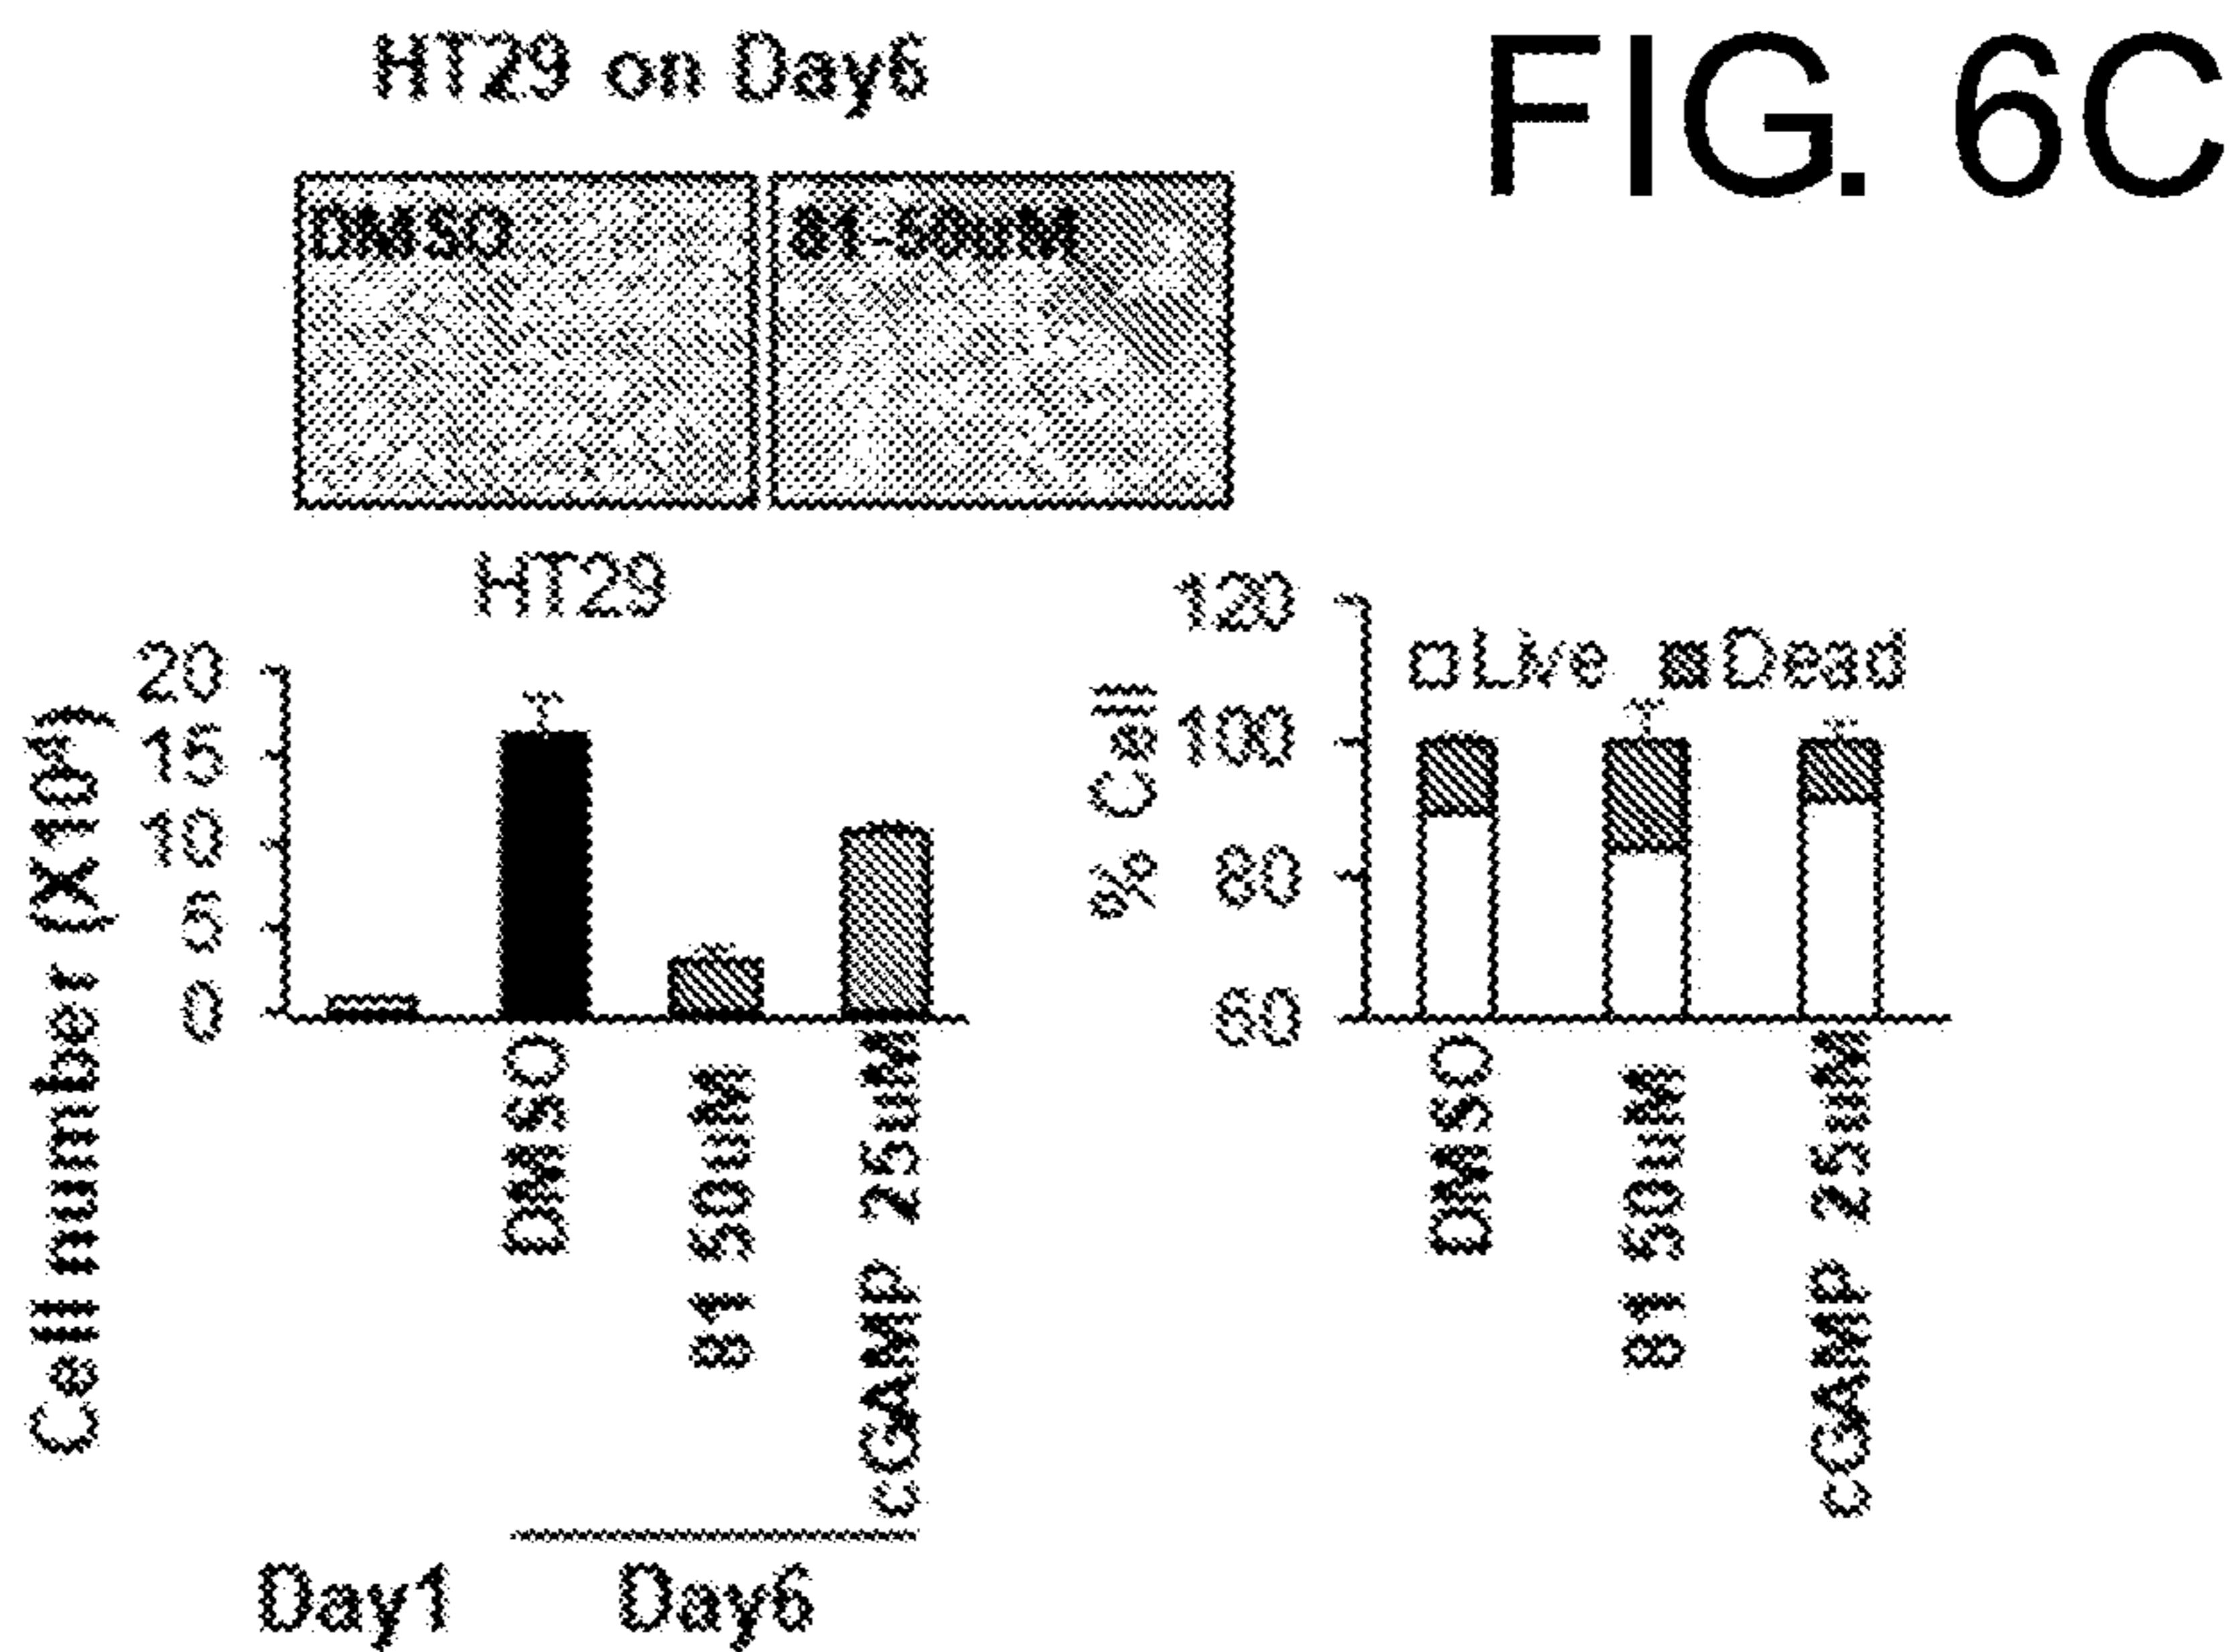 FIG. 6C
HT29 on Day6
DMSO
81-50uM
HT29
Cell number (X10⁴)
20
15
10
5
0
DMSO
81 50uM
cGAMP 25uM
Day1
Day6
% Cell
120
100
80
60
Live
Dead
DMSO
81 50uM
cGAMP 25uM